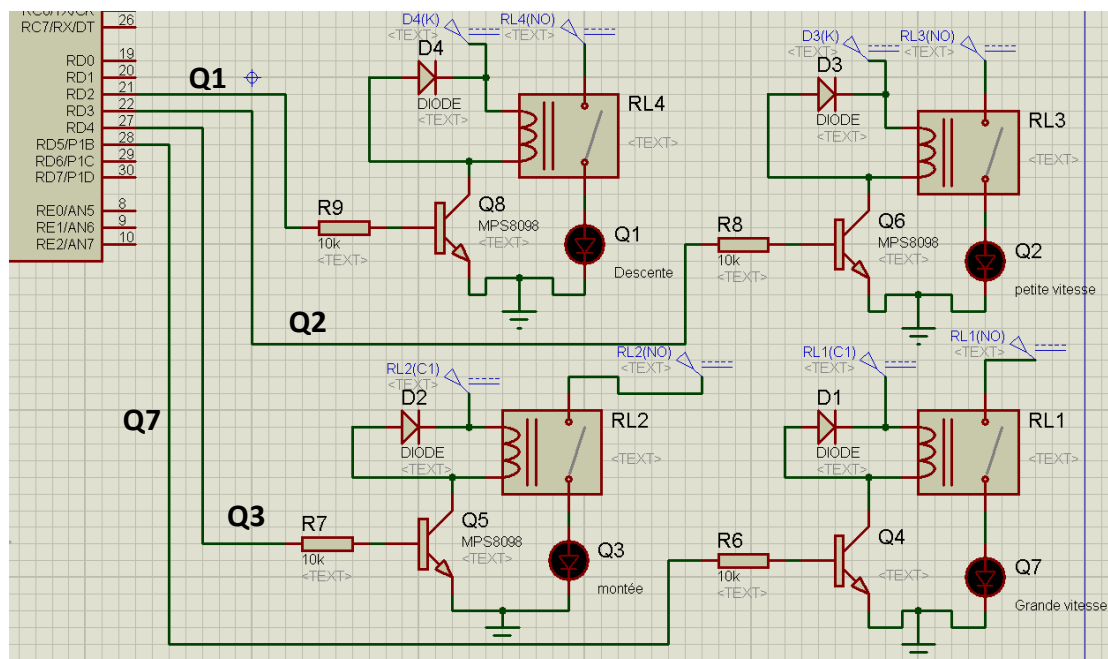 RC6/TX/CK
RC7/RX/DT
26
RD0
19
RD1
20
RD2
21
RD3
22
RD4
27
RD5/P1B
28
RD6/P1C
29
RD7/P1D
30
RE0/AN5
8
RE1/AN6
9
RE2/AN7
10
Q1
Q2
Q7
Q3
D4(K)
<TEXT>
RL4(NO)
<TEXT>
D4
DIODE
<TEXT>
RL4
<TEXT>
R9
10k
<TEXT>
Q8
MPS8098
<TEXT>
Q1
Descente
D3(K)
<TEXT>
RL3(NO)
<TEXT>
D3
DIODE
<TEXT>
RL3
<TEXT>
R8
10k
<TEXT>
Q6
MPS8098
<TEXT>
Q2
petite vitesse
RL2(C1)
<TEXT>
RL2(NO)
<TEXT>
D2
DIODE
<TEXT>
RL2
<TEXT>
R7
10k
<TEXT>
Q5
MPS8098
<TEXT>
Q3
montée
RL1(C1)
<TEXT>
RL1(NO)
<TEXT>
D1
DIODE
<TEXT>
RL1
<TEXT>
R6
10k
<TEXT>
Q4
<TEXT>
Q7
Grande vitesse